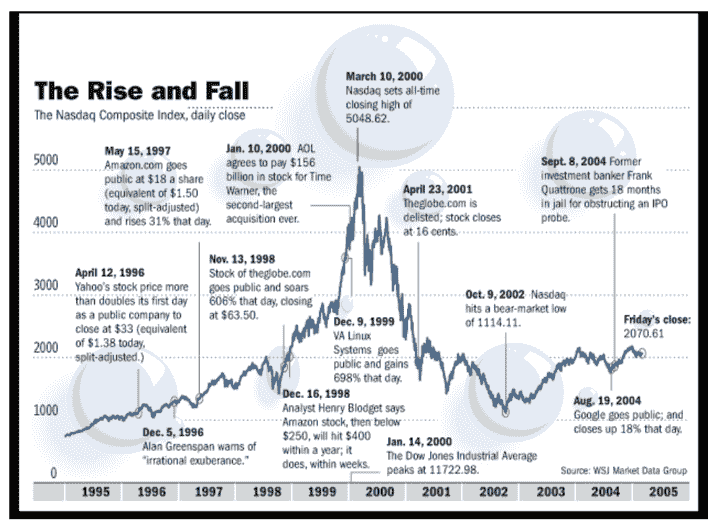 The Rise and Fall
The Nasdaq Composite Index, daily close
March 10, 2000
Nasdaq sets all-time
closing high of
5048.62.
May 15, 1997
Amazon.com goes
public at $18 a share
(equivalent of $1.50
today, split-adjusted)
and rises 31% that day.
Jan. 10, 2000 AOL
agrees to pay $156
billion in stock for Time
Warner, the
second-largest
acquisition ever.
Sept. 8, 2004 Former
investment banker Frank
Quattrone gets 18 months
in jail for obstructing an IPO
probe.
April 23, 2001
Theglobe.com is
delisted; stock closes
at 16 cents.
April 12, 1996
Yahoo's stock price more
than doubles its first day
as a public company to
close at $33 (equivalent
of $1.38 today,
split-adjusted.)
Nov. 13, 1998
Stock of theglobe.com
goes public and soars
606% that day, closing
at $63.50.
Oct. 9, 2002 Nasdaq
hits a bear-market low
of 1114.11.
Friday's close:
2070.61
Dec. 9, 1999
VA Linux
Systems goes
public and gains
698% that day.
Dec. 16, 1998
Analyst Henry Blodget says
Amazon stock, then below
$250, will hit $400
within a year; it
does, within weeks.
Aug. 19, 2004
Google goes public; and
closes up 18% that day.
Dec. 5, 1996
Alan Greenspan warns of
"irrational exuberance."
Jan. 14, 2000
The Dow Jones Industrial Average
peaks at 11722.98.
Source: WSJ Market Data Group
5000
4000
3000
2000
1000
0
1995 1996 1997 1998 1999 2000 2001 2002 2003 2004 2005